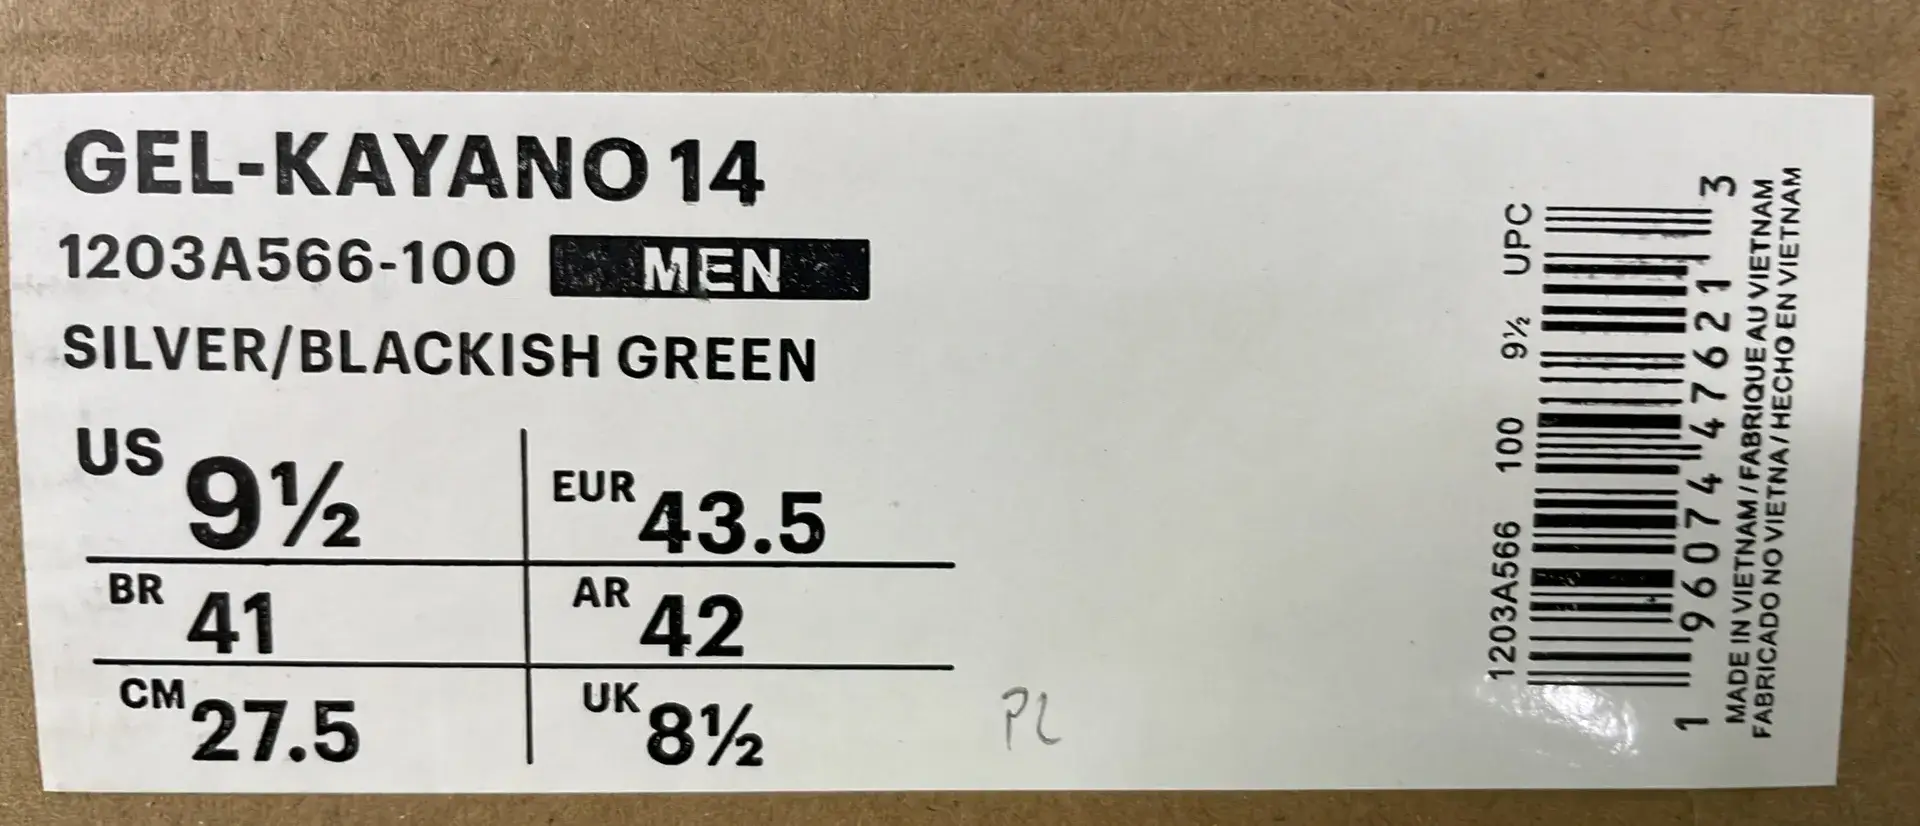 GEL-KAYANO 14
1203A566-100 MEN
SILVER/BLACKISH GREEN
US 9½
EUR 43.5
BR 41
AR 42
CM 27.5
UK 8½
PL
1203A566 100 9½ UPC
1 96074 47621 3
MADE IN VIETNAM / FABRIQUE AU VIETNAM
FABRICADO NO VIETNA / HECHO EN VIETNAM